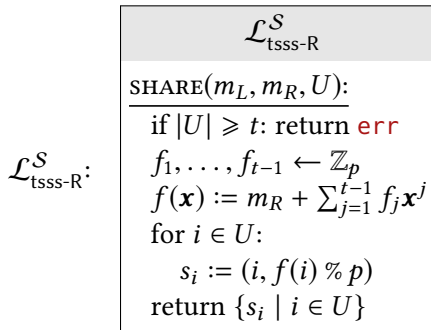 𝓛^𝒮_tsss-R:
𝓛^𝒮_tsss-R
SHARE(m_L, m_R, U):
if |U| ⩾ t: return err
f_1, . . . , f_{t−1} ← ℤ_p
f(𝒙) := m_R + ∑_{j=1}^{t−1} f_j 𝒙^j
for i ∈ U:
s_i := (i, f(i) % p)
return {s_i | i ∈ U}